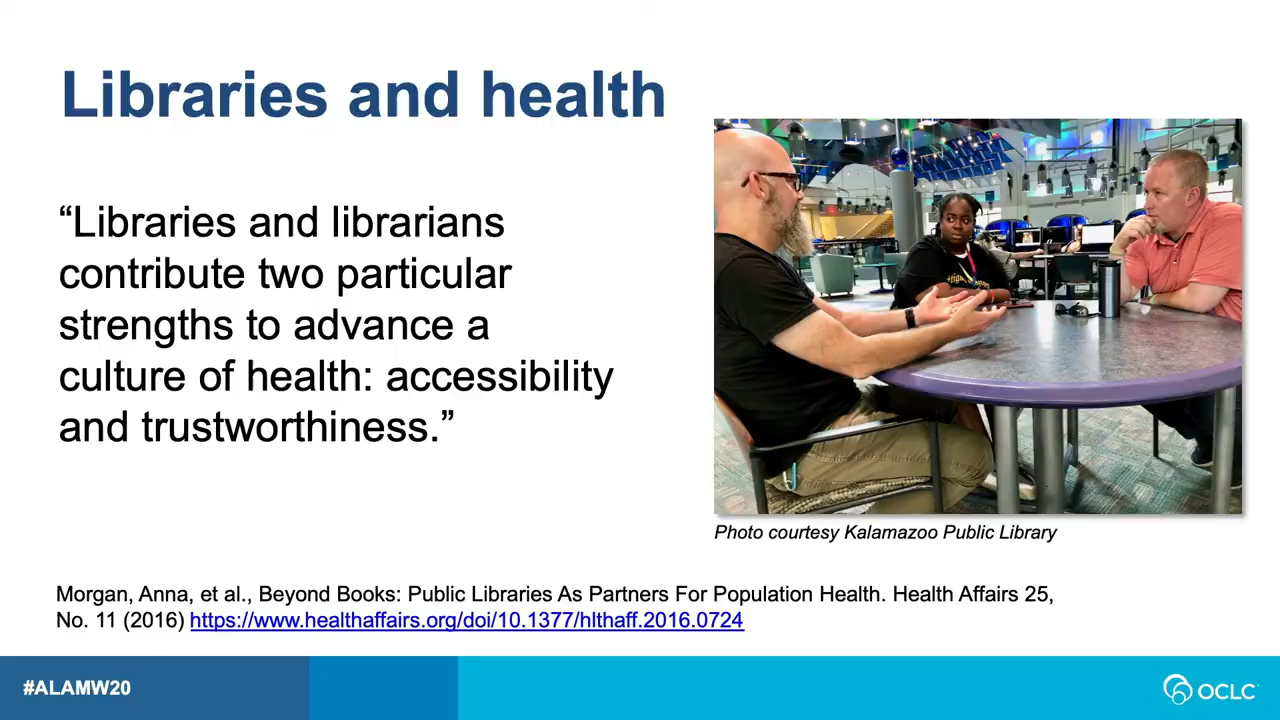 Libraries and health
“Libraries and librarians
contribute two particular
strengths to advance a
culture of health: accessibility
and trustworthiness.”
Photo courtesy Kalamazoo Public Library
Morgan, Anna, et al., Beyond Books: Public Libraries As Partners For Population Health. Health Affairs 25,
No. 11 (2016) https://www.healthaffairs.org/doi/10.1377/hlthaff.2016.0724
#ALAMW20
OCLC